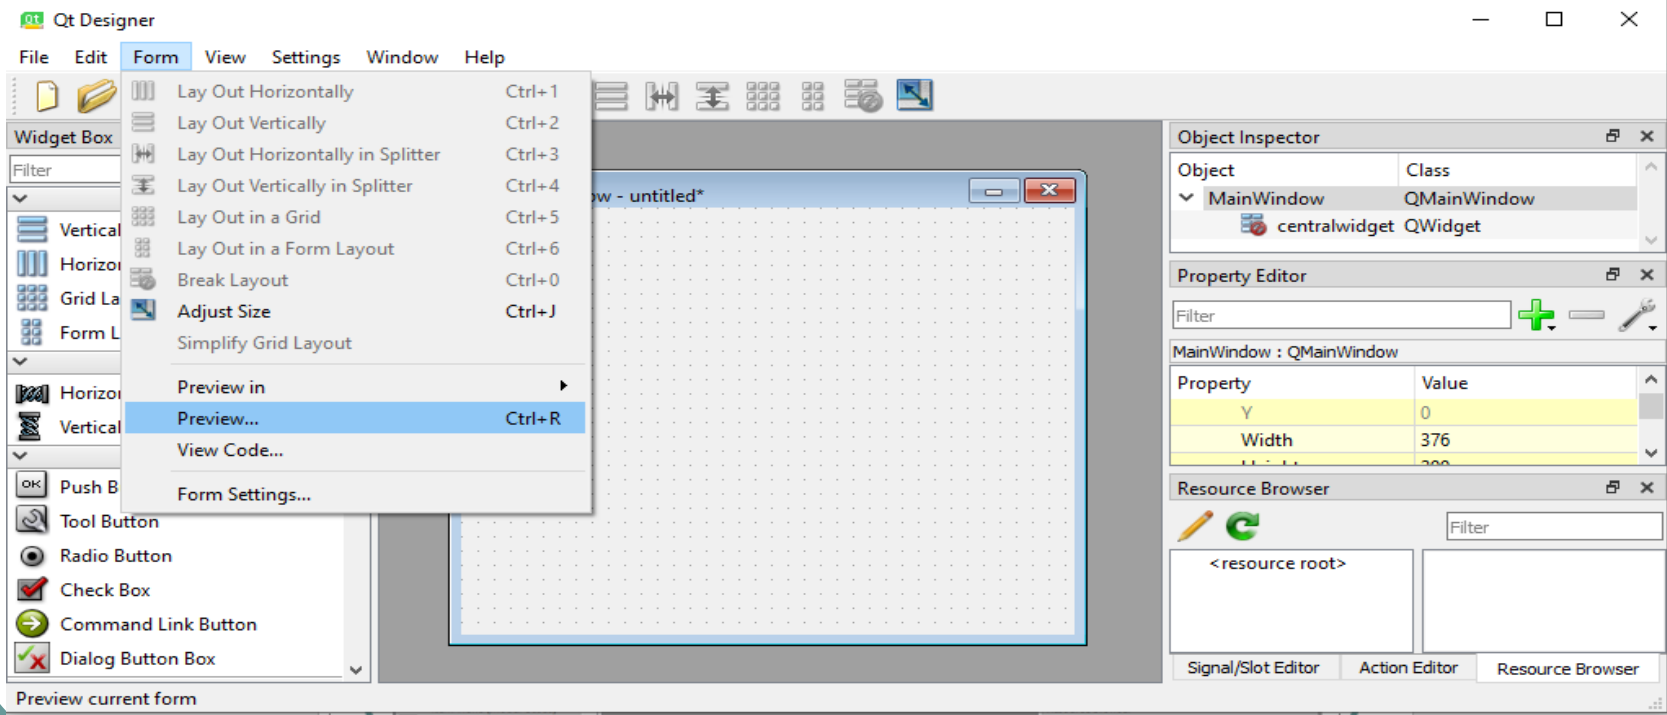 Qt Designer
File Edit Form View Settings Window Help
Lay Out Horizontally Ctrl+1
Lay Out Vertically Ctrl+2
Lay Out Horizontally in Splitter Ctrl+3
Lay Out Vertically in Splitter Ctrl+4
Lay Out in a Grid Ctrl+5
Lay Out in a Form Layout Ctrl+6
Break Layout Ctrl+0
Adjust Size Ctrl+J
Simplify Grid Layout
Preview in
Preview... Ctrl+R
View Code...
Form Settings...
Widget Box
Filter
Vertical
Horizo
Grid La
Form L
Horizo
Vertical
OK Push B
Tool Button
Radio Button
Check Box
Command Link Button
Dialog Button Box
ow - untitled*
Object Inspector
Object Class
MainWindow QMainWindow
centralwidget QWidget
Property Editor
Filter
MainWindow : QMainWindow
Property Value
Y 0
Width 376
Resource Browser
Filter
<resource root>
Signal/Slot Editor Action Editor Resource Browser
Preview current form